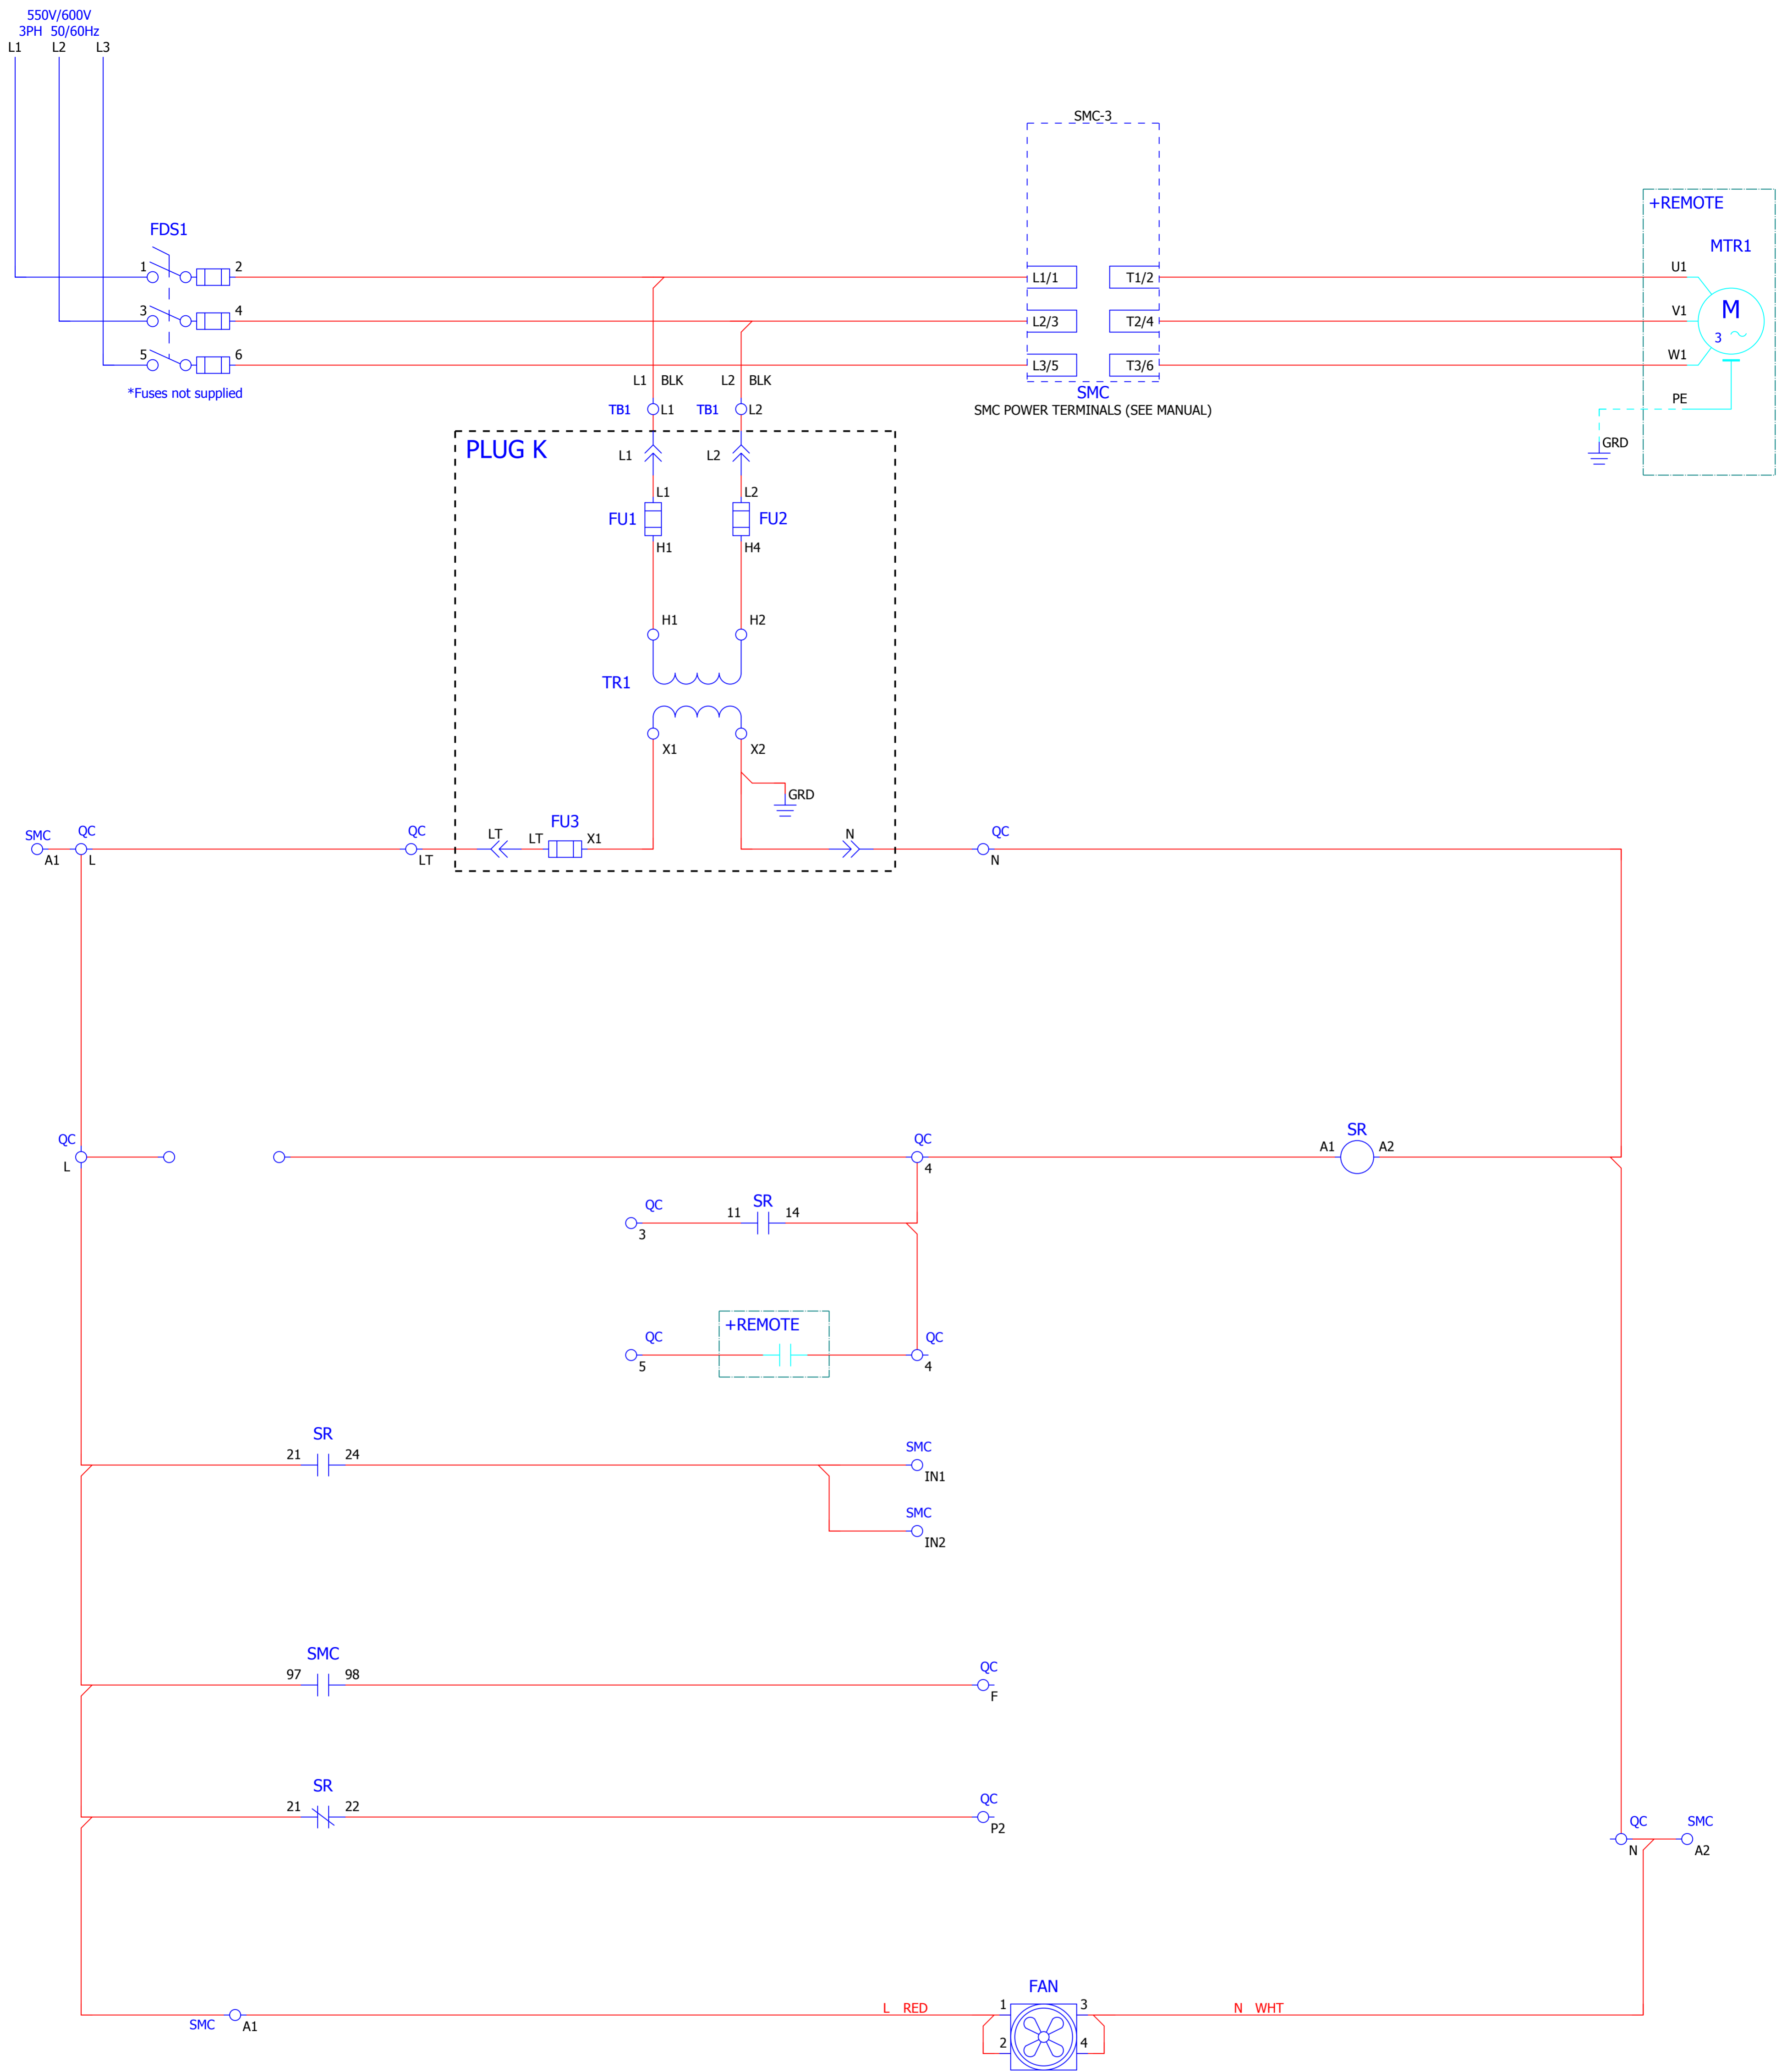 550V/600V
3PH 50/60Hz
L1 L2 L3
SMC-3
+REMOTE
MTR1
FDS1
1 2
L1/1 T1/2
U1
3 4
L2/3 T2/4
V1
M
3
5 6
L3/5 T3/6
W1
*Fuses not supplied
L1 BLK L2 BLK
SMC
PE
TB1 L1 TB1 L2
SMC POWER TERMINALS (SEE MANUAL)
GRD
PLUG K
L1 L2
L1 L2
FU1 FU2
H1 H4
H1 H2
TR1
X1 X2
GRD
SMC QC QC LT FU3 N QC
A1 L LT LT X1 N
QC QC SR
L 4 A1 A2
QC SR
3 11 14
+REMOTE
QC QC
5 4
SR SMC
21 24 IN1
SMC
IN2
SMC QC
97 98 F
SR QC
21 22 P2
QC SMC
N A2
FAN
SMC A1 L RED 1 3 N WHT
2 4